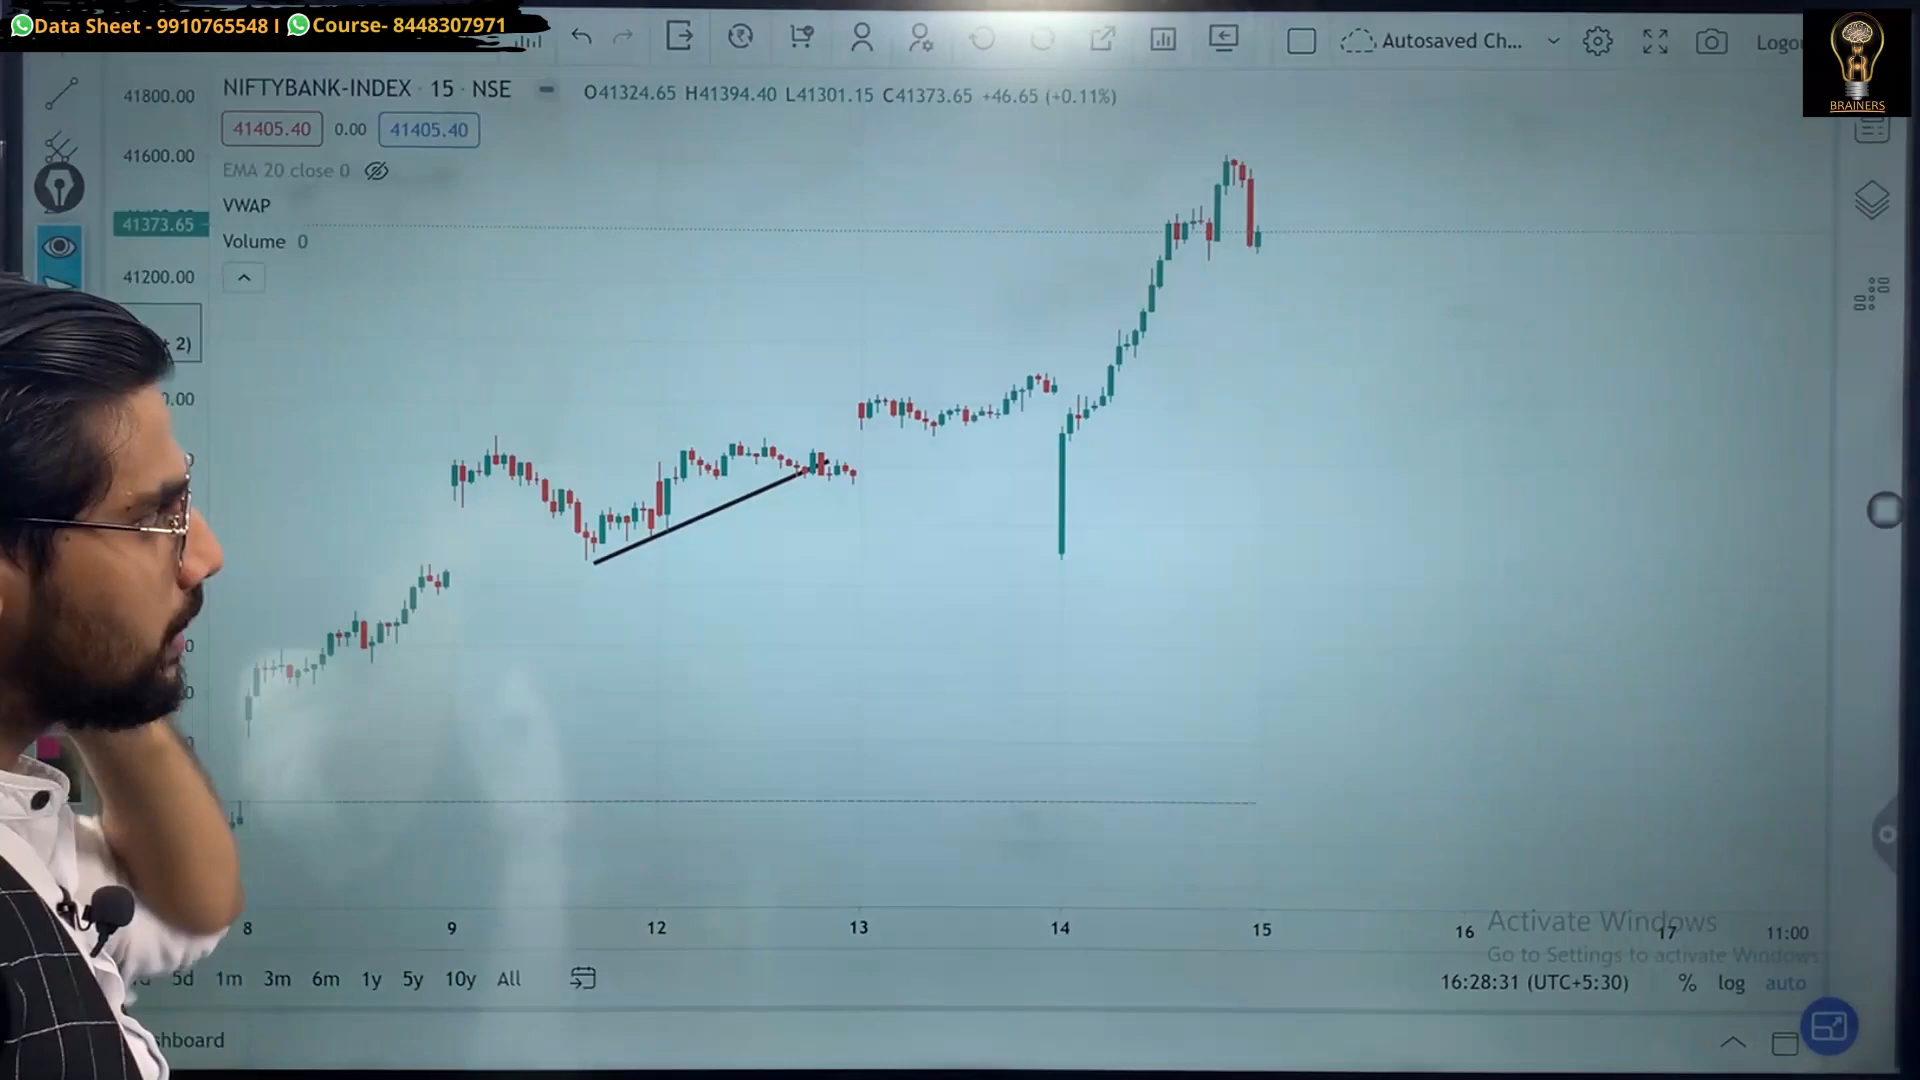 Data Sheet - 9910765548 I Course- 8448307971
Autosaved Ch...
BRAINERS
NIFTYBANK-INDEX · 15 · NSE
O41324.65 H41394.40 L41301.15 C41373.65 +46.65 (+0.11%)
41405.40 0.00 41405.40
EMA 20 close 0
VWAP
Volume 0
41800.00
41600.00
41373.65
41200.00
2)
8 9 12 13 14 15 16 17 11:00
Activate Windows
Go to Settings to activate Windows
5d 1m 3m 6m 1y 5y 10y All
16:28:31 (UTC+5:30) % log auto